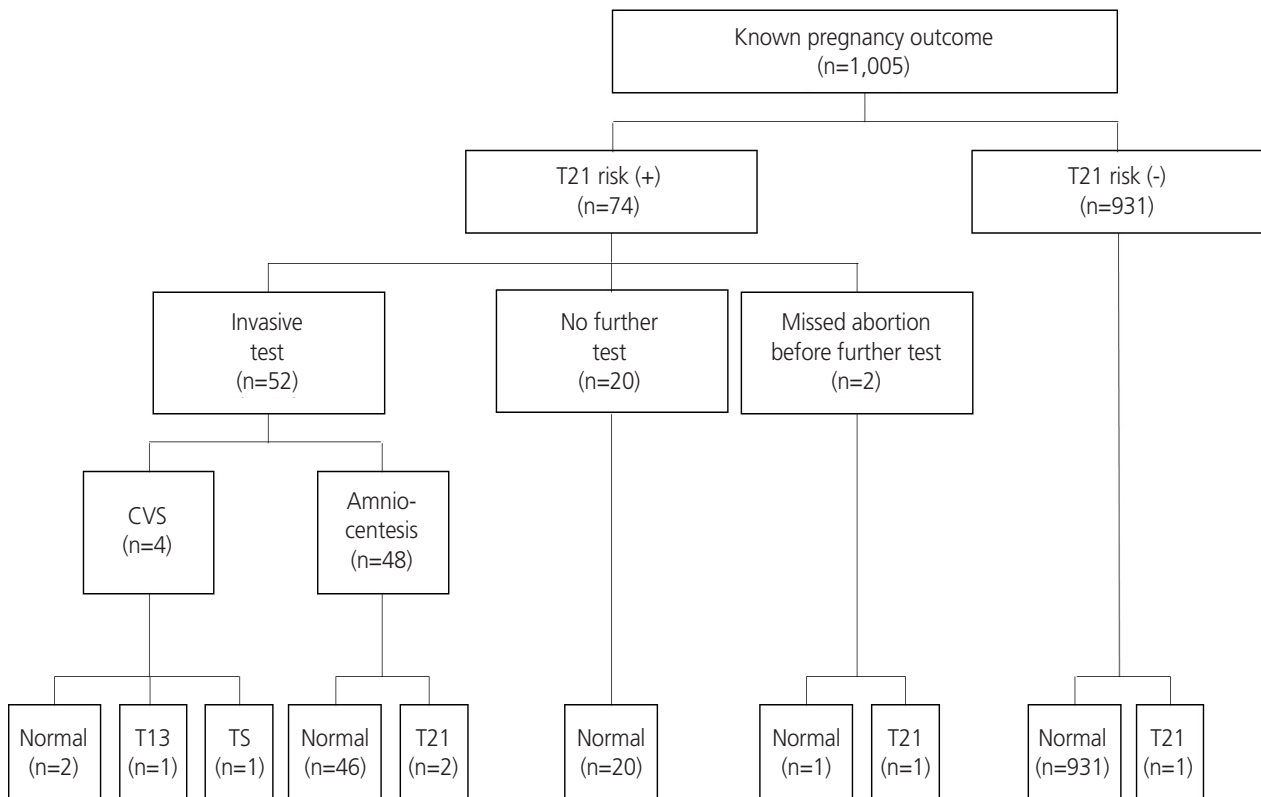 Known pregnancy outcome
(n=1,005)
T21 risk (+)
(n=74)
T21 risk (-)
(n=931)
Invasive
test
(n=52)
No further
test
(n=20)
Missed abortion
before further test
(n=2)
CVS
(n=4)
Amnio-
centesis
(n=48)
Normal
(n=2)
T13
(n=1)
TS
(n=1)
Normal
(n=46)
T21
(n=2)
Normal
(n=20)
Normal
(n=1)
T21
(n=1)
Normal
(n=931)
T21
(n=1)